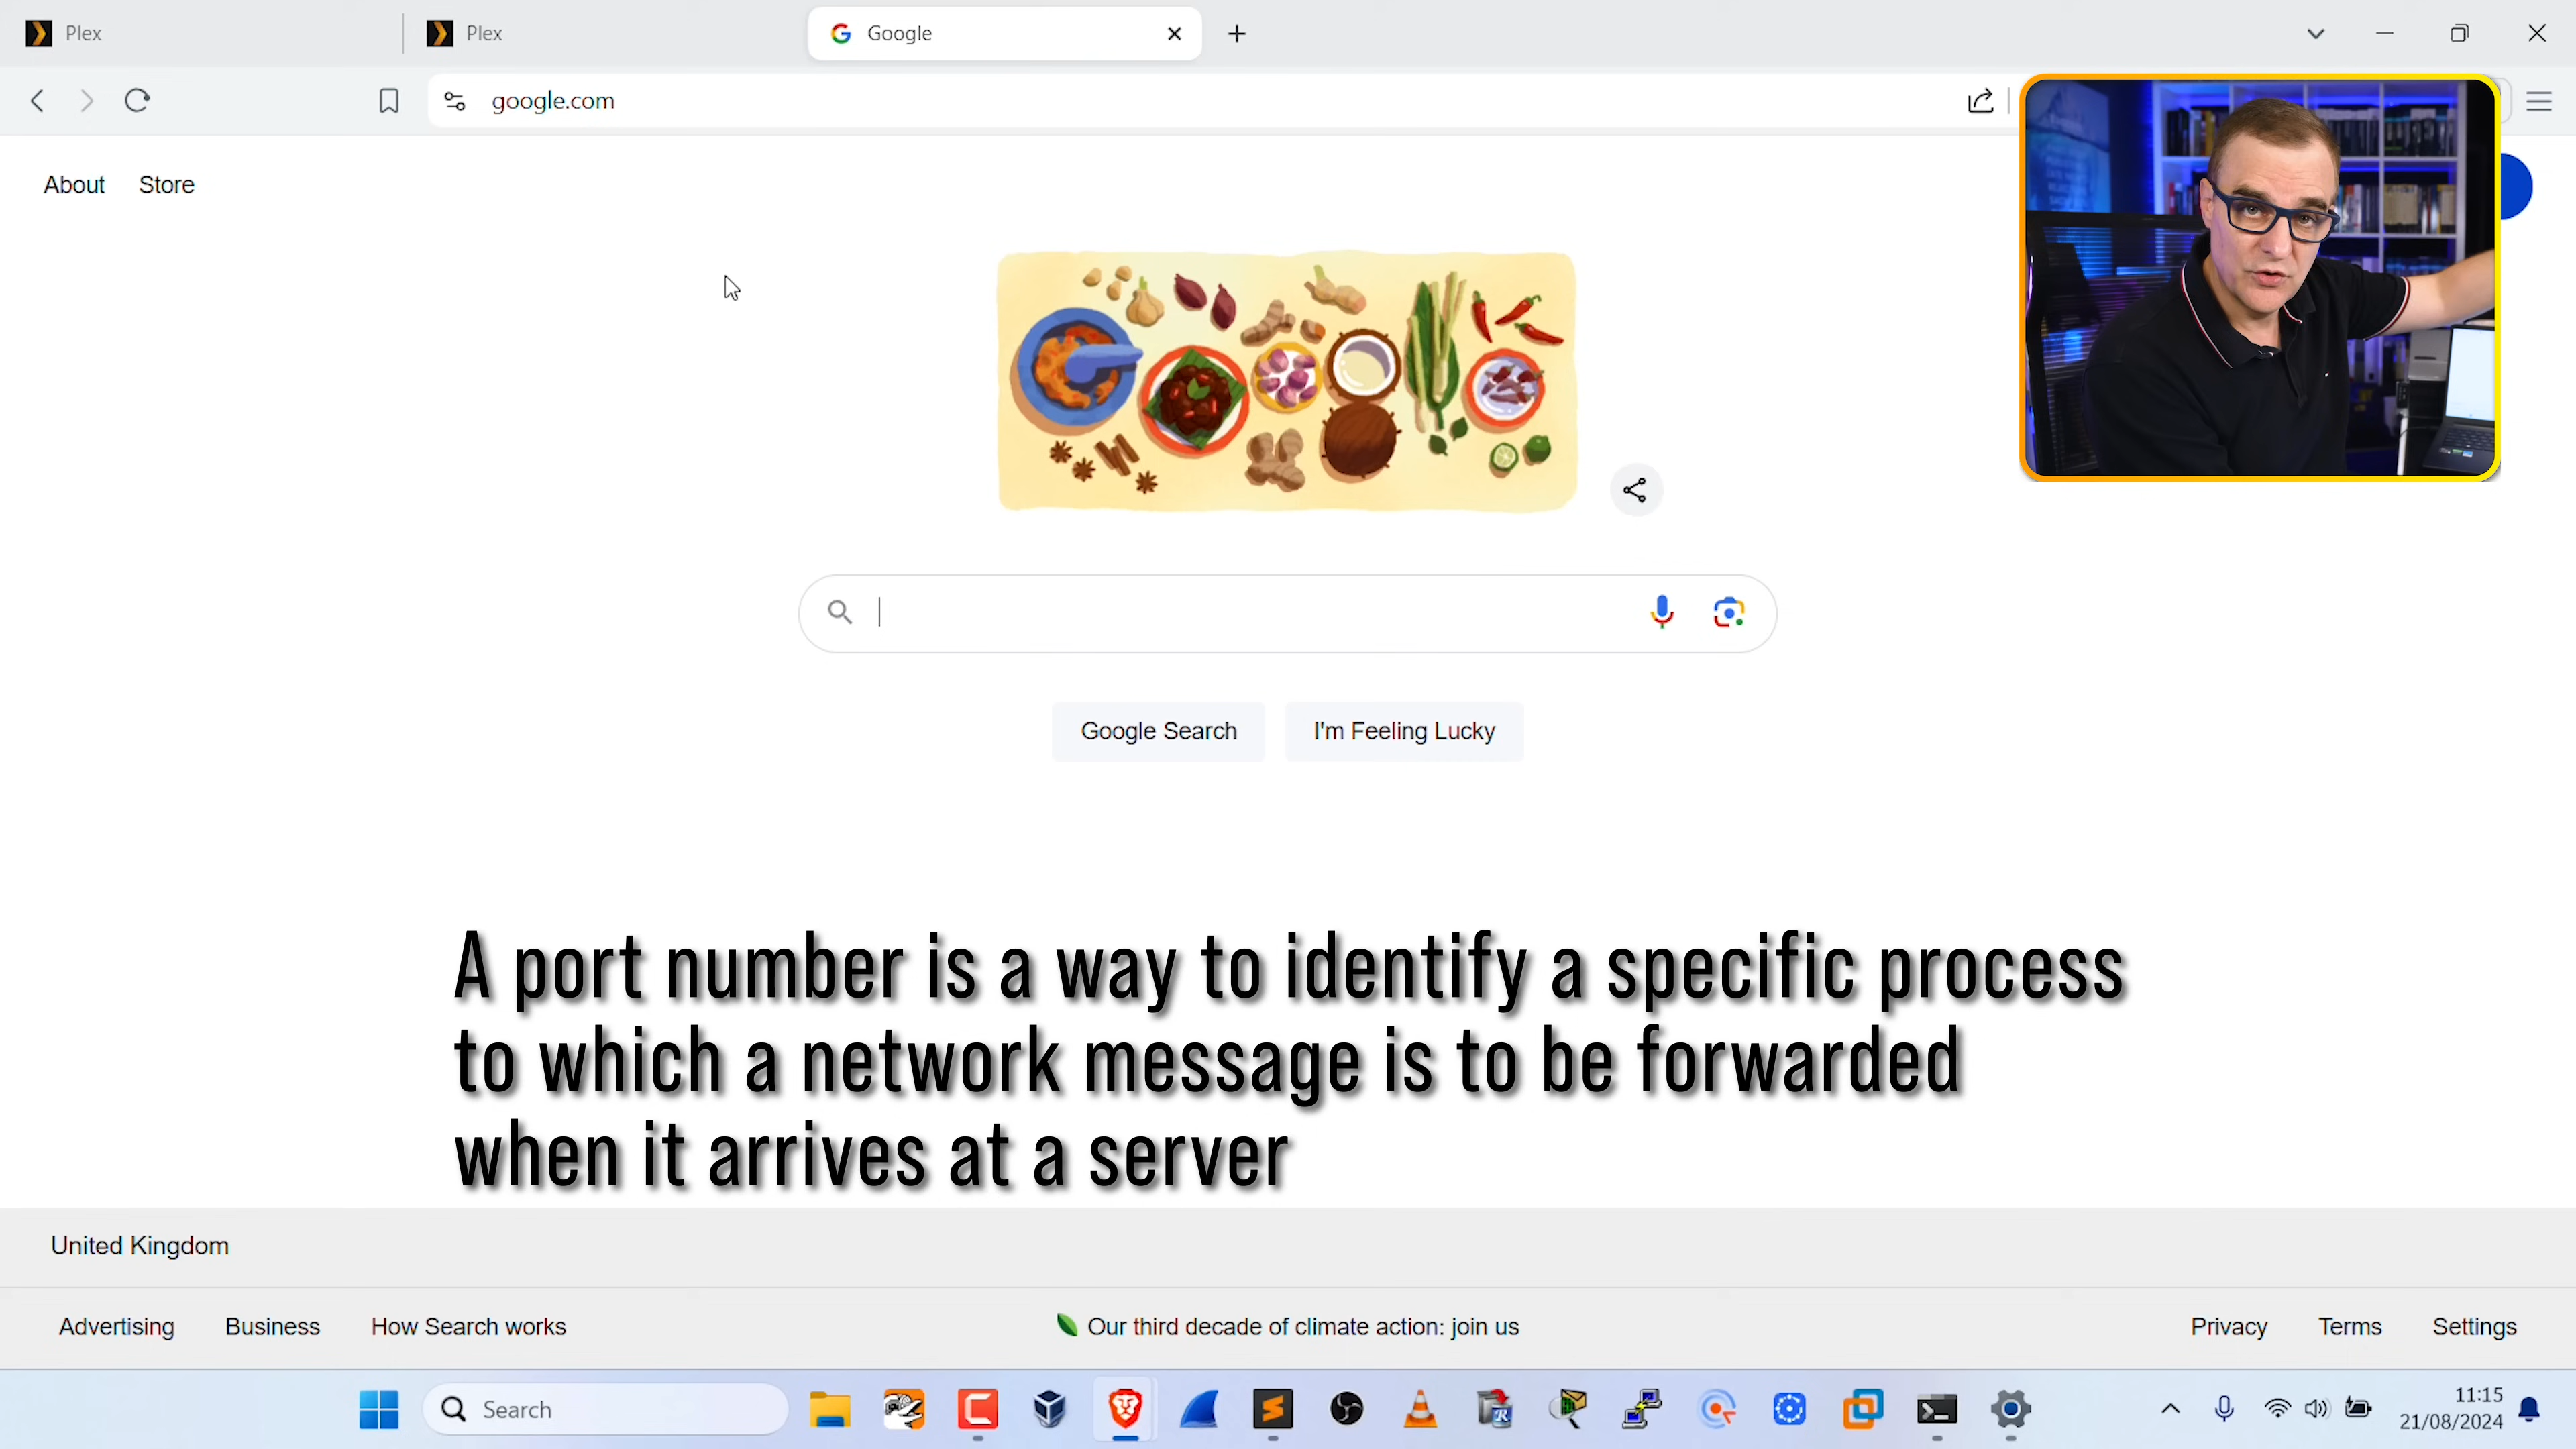 Plex
Plex
Google
google.com
About
Store
Google Search
I'm Feeling Lucky
A port number is a way to identify a specific process
to which a network message is to be forwarded
when it arrives at a server
United Kingdom
Advertising
Business
How Search works
Our third decade of climate action: join us
Privacy
Terms
Settings
Search
11:15
21/08/2024